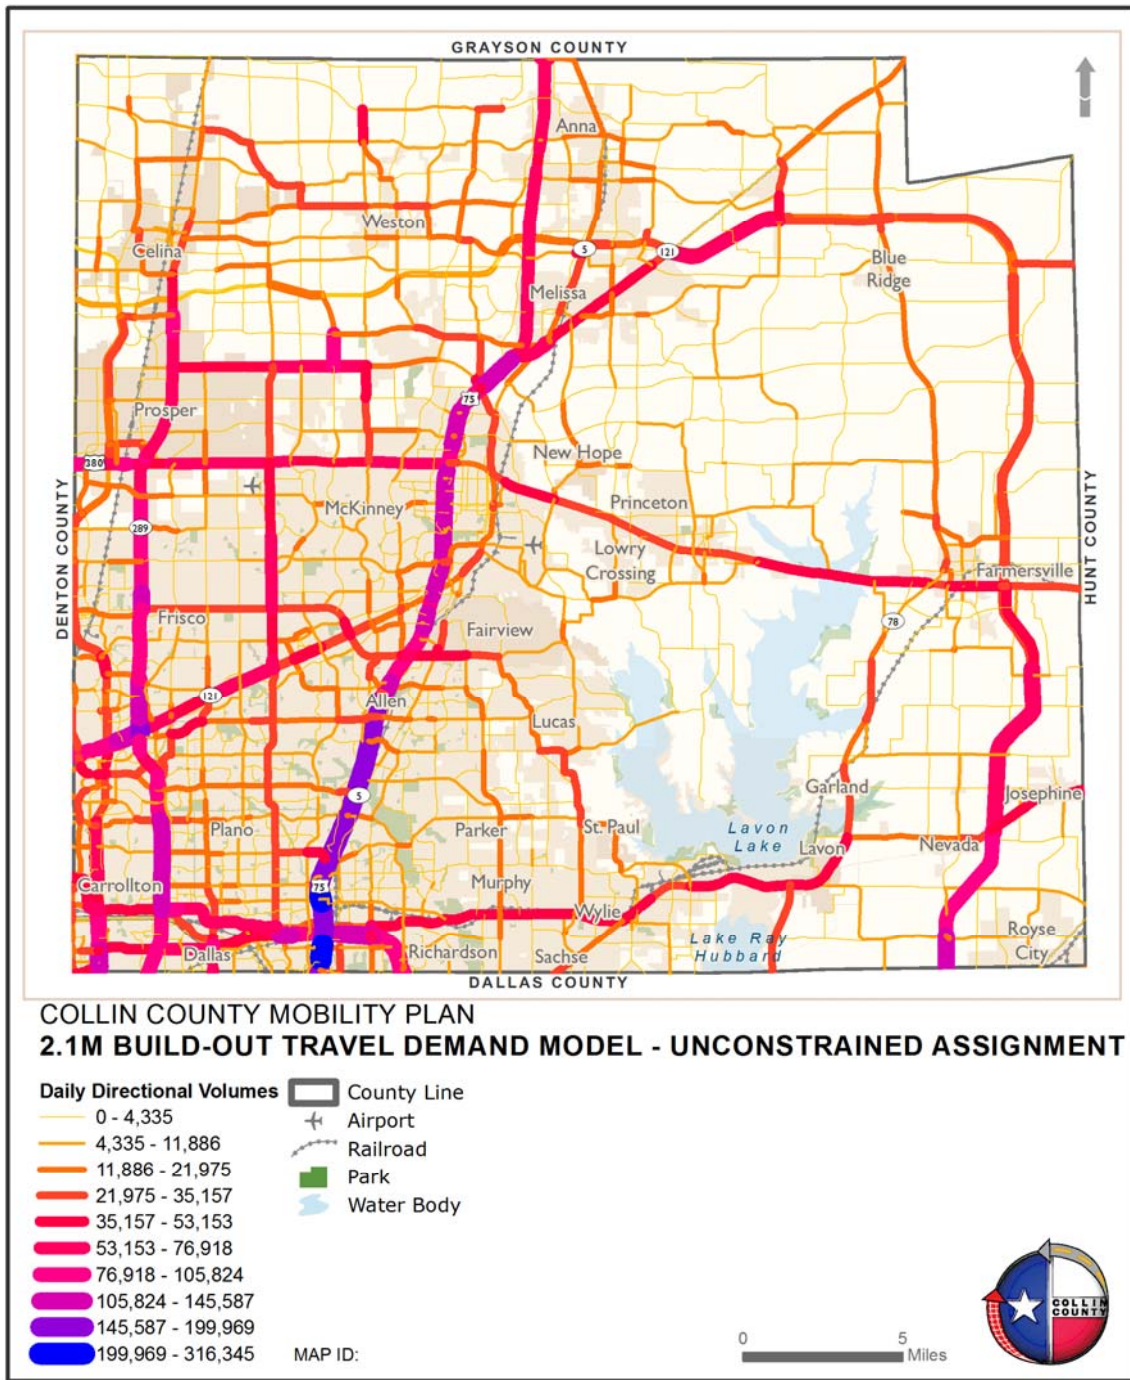 GRAYSON COUNTY
Anna
Weston
Celina
5
121
Blue
Ridge
Melissa
75
Prosper
380
New Hope
Princeton
McKinney
289
Lowry
Crossing
DENTON COUNTY
HUNT COUNTY
Farmersville
Frisco
Fairview
78
121
Allen
Lucas
5
Garland
Josephine
Plano
Parker
St. Paul
Lavon
Lake
Lavon
Nevada
75
Carrollton
Murphy
Wylie
Dallas
Richardson
Sachse
Lake Ray
Hubbard
Royse
City
DALLAS COUNTY
COLLIN COUNTY MOBILITY PLAN
2.1M BUILD-OUT TRAVEL DEMAND MODEL - UNCONSTRAINED ASSIGNMENT
Daily Directional Volumes
0 - 4,335
4,335 - 11,886
11,886 - 21,975
21,975 - 35,157
35,157 - 53,153
53,153 - 76,918
76,918 - 105,824
105,824 - 145,587
145,587 - 199,969
199,969 - 316,345
County Line
Airport
Railroad
Park
Water Body
MAP ID:
0 5
Miles
COLLIN
COUNTY